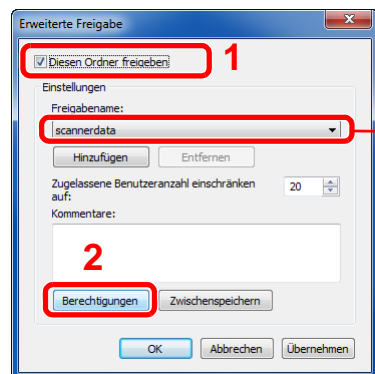 Erweiterte Freigabe
Diesen Ordner freigeben
1
Einstellungen
Freigabename:
scannerdata
Hinzufügen Entfernen
Zugelassene Benutzeranzahl einschränken
auf:
20
Kommentare:
2
Berechtigungen Zwischenspeichern
OK Abbrechen Übernehmen